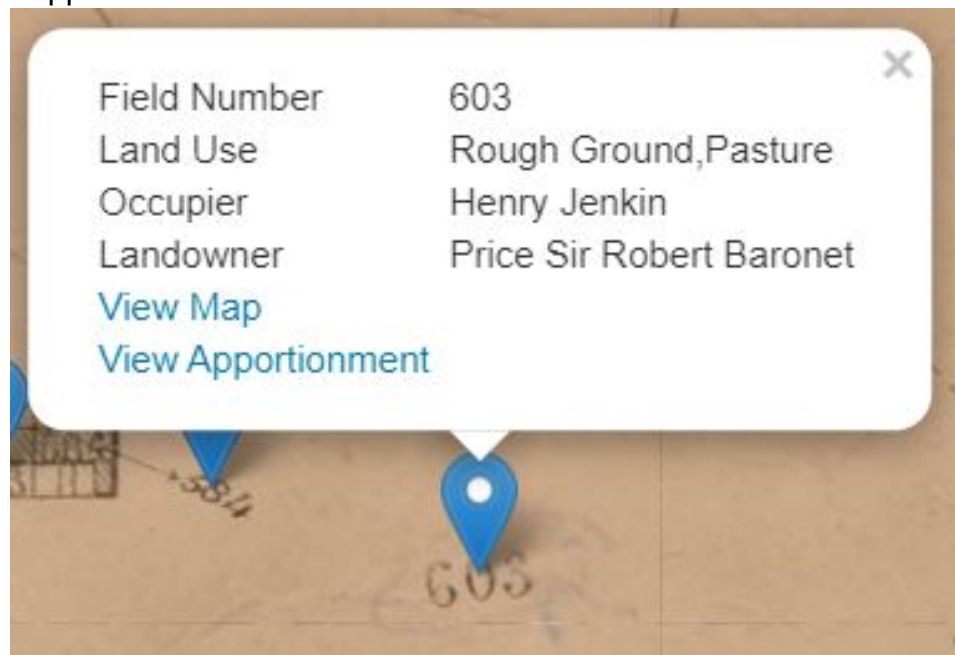 Field Number 603
Land Use Rough Ground,Pasture
Occupier Henry Jenkin
Landowner Price Sir Robert Baronet
View Map
View Apportionment
584
603